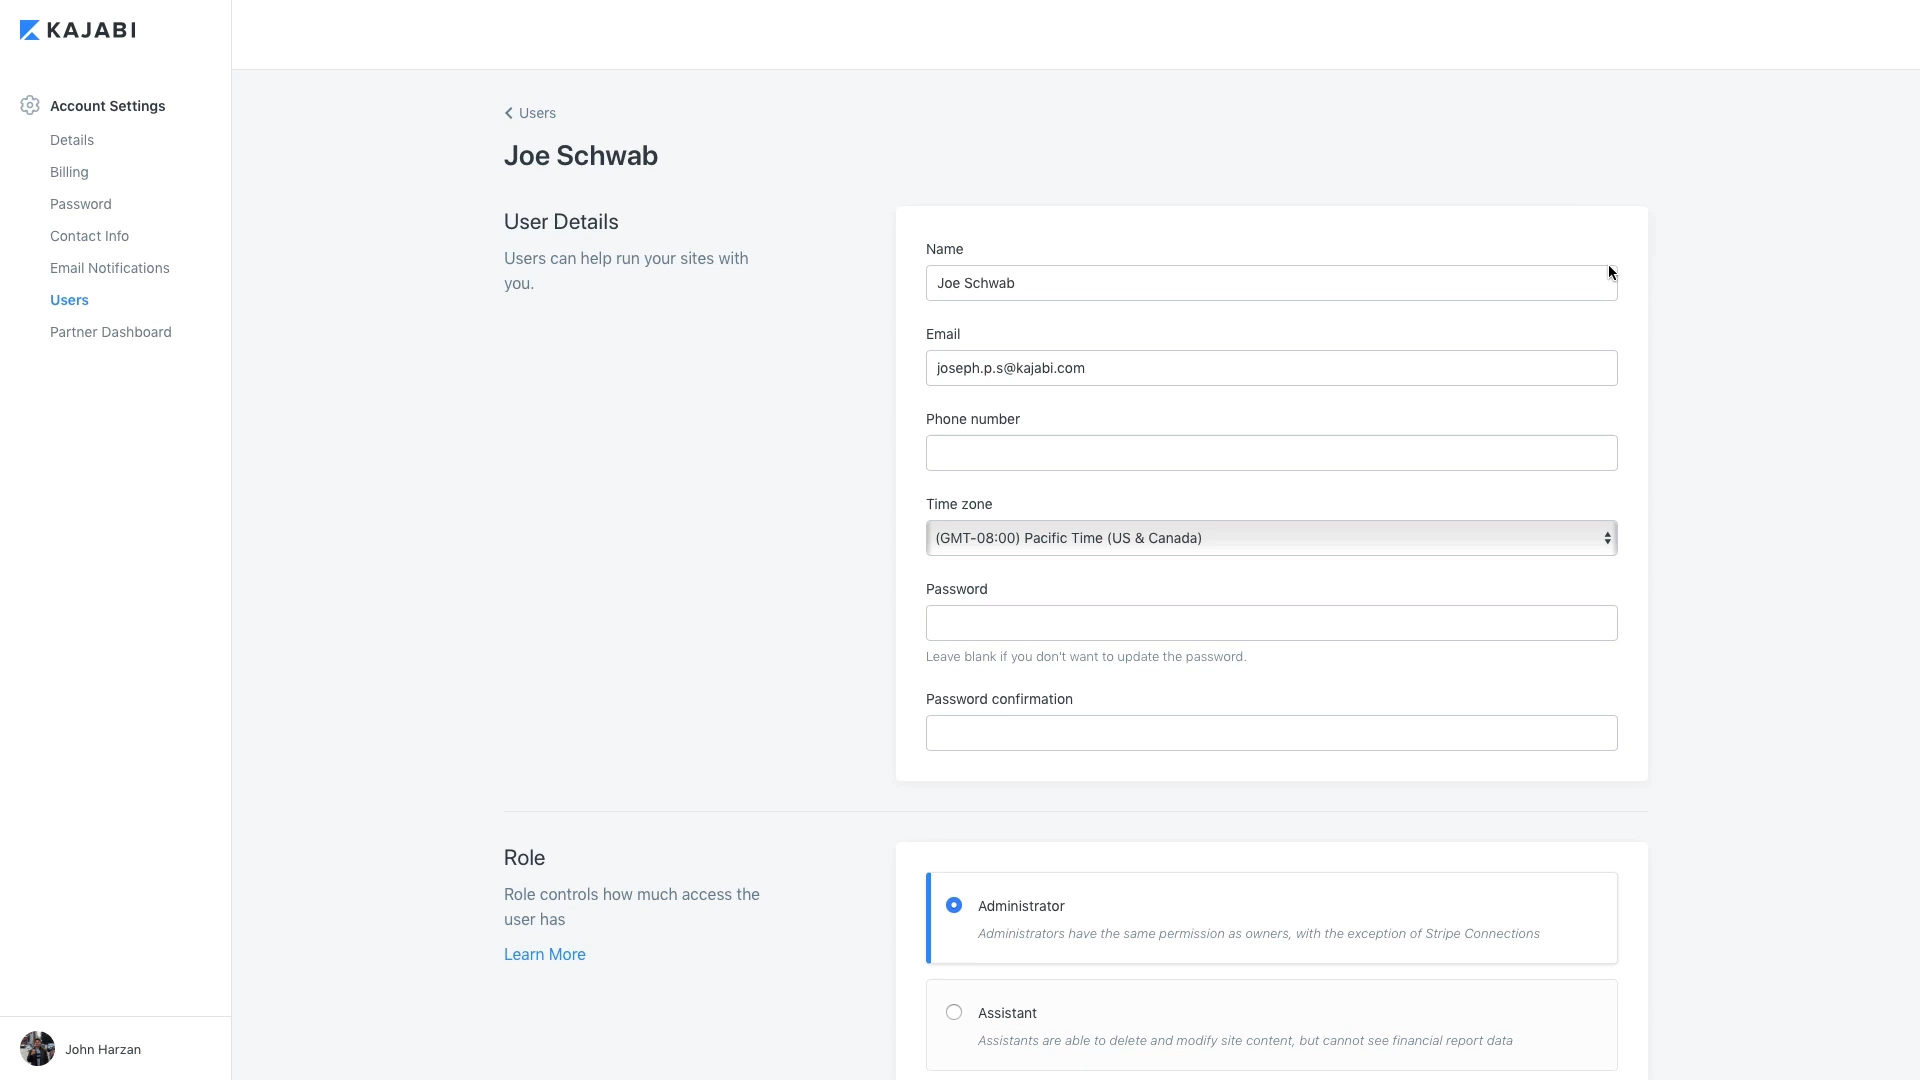 KAJABI
Account Settings
Details
Billing
Password
Contact Info
Email Notifications
Users
Partner Dashboard
John Harzan
Users
Joe Schwab
User Details
Users can help run your sites with
you.
Name
Joe Schwab
Email
joseph.p.s@kajabi.com
Phone number
Time zone
(GMT-08:00) Pacific Time (US & Canada)
Password
Leave blank if you don't want to update the password.
Password confirmation
Role
Role controls how much access the
user has
Learn More
Administrator
Administrators have the same permission as owners, with the exception of Stripe Connections
Assistant
Assistants are able to delete and modify site content, but cannot see financial report data